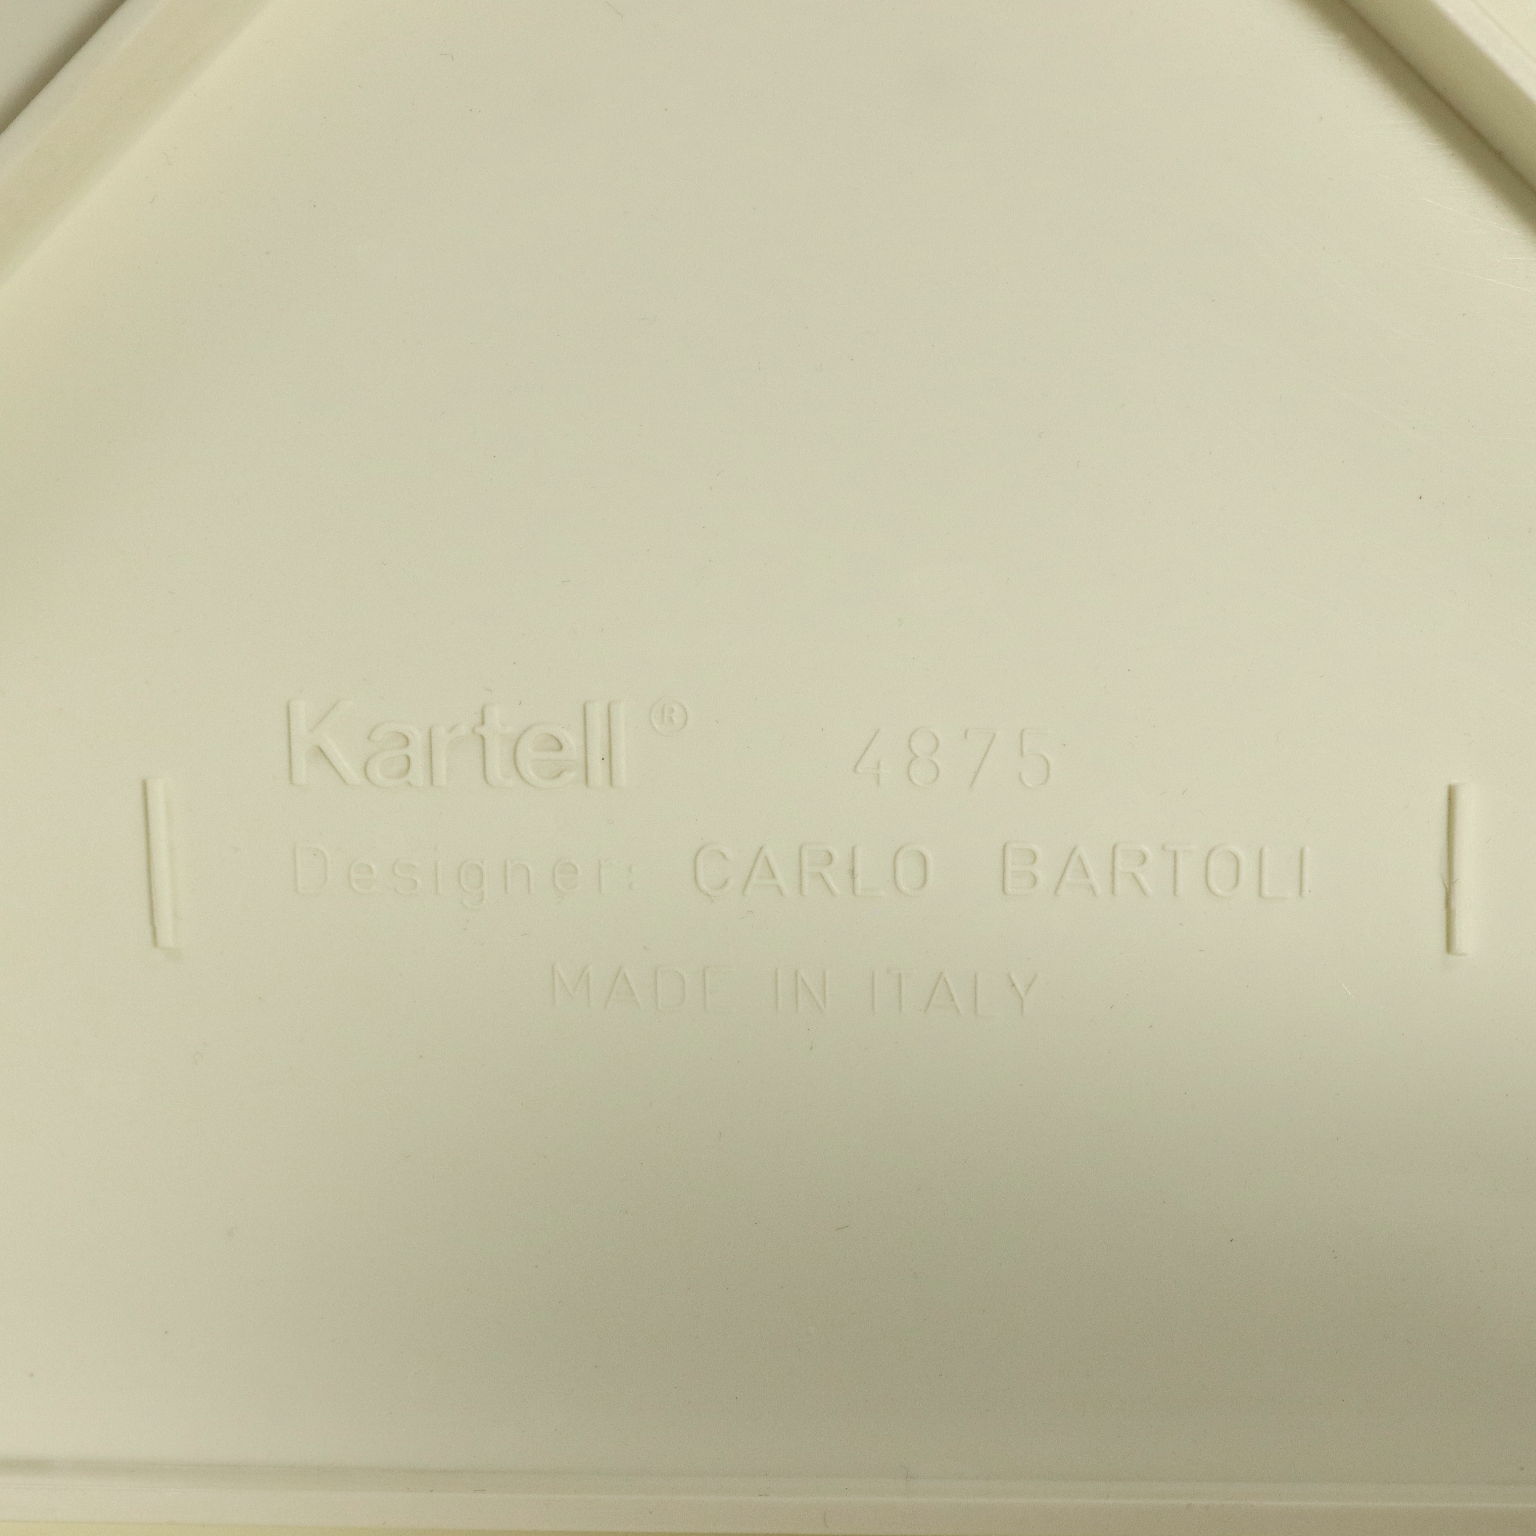 Kartell® 4875
Designer: CARLO BARTOLI
MADE IN ITALY